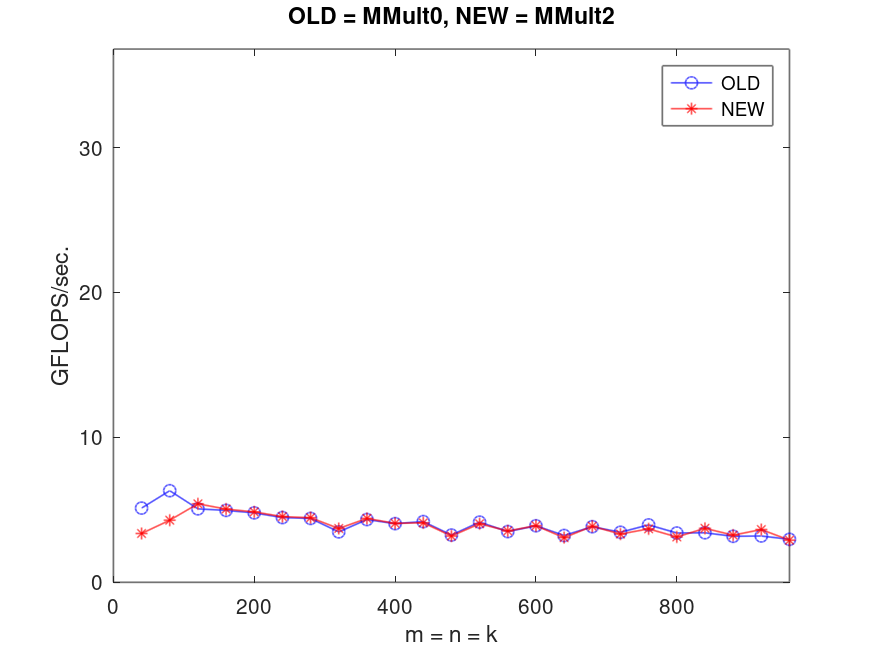 OLD = MMult0, NEW = MMult2
OLD
NEW
30
20
10
0
GFLOPS/sec.
0 200 400 600 800
m = n = k